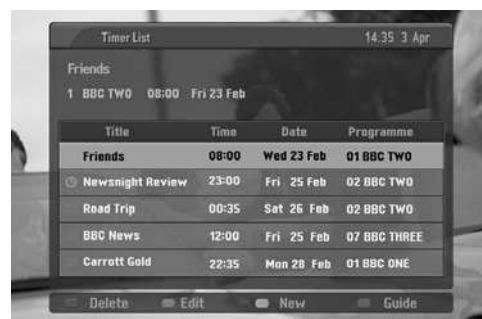 Timer List 14:35 3 Apr
Friends
1 BBC TWO 08:00 Fri 23 Feb
Title Time Date Programme
Friends 08:00 Wed 23 Feb 01 BBC TWO
Newsnight Review 23:00 Fri 25 Feb 02 BBC TWO
Road Trip 00:35 Sat 26 Feb 02 BBC TWO
BBC News 12:00 Fri 25 Feb 07 BBC THREE
Carrott Gold 22:35 Mon 28 Feb 01 BBC ONE
Delete Edit New Guide